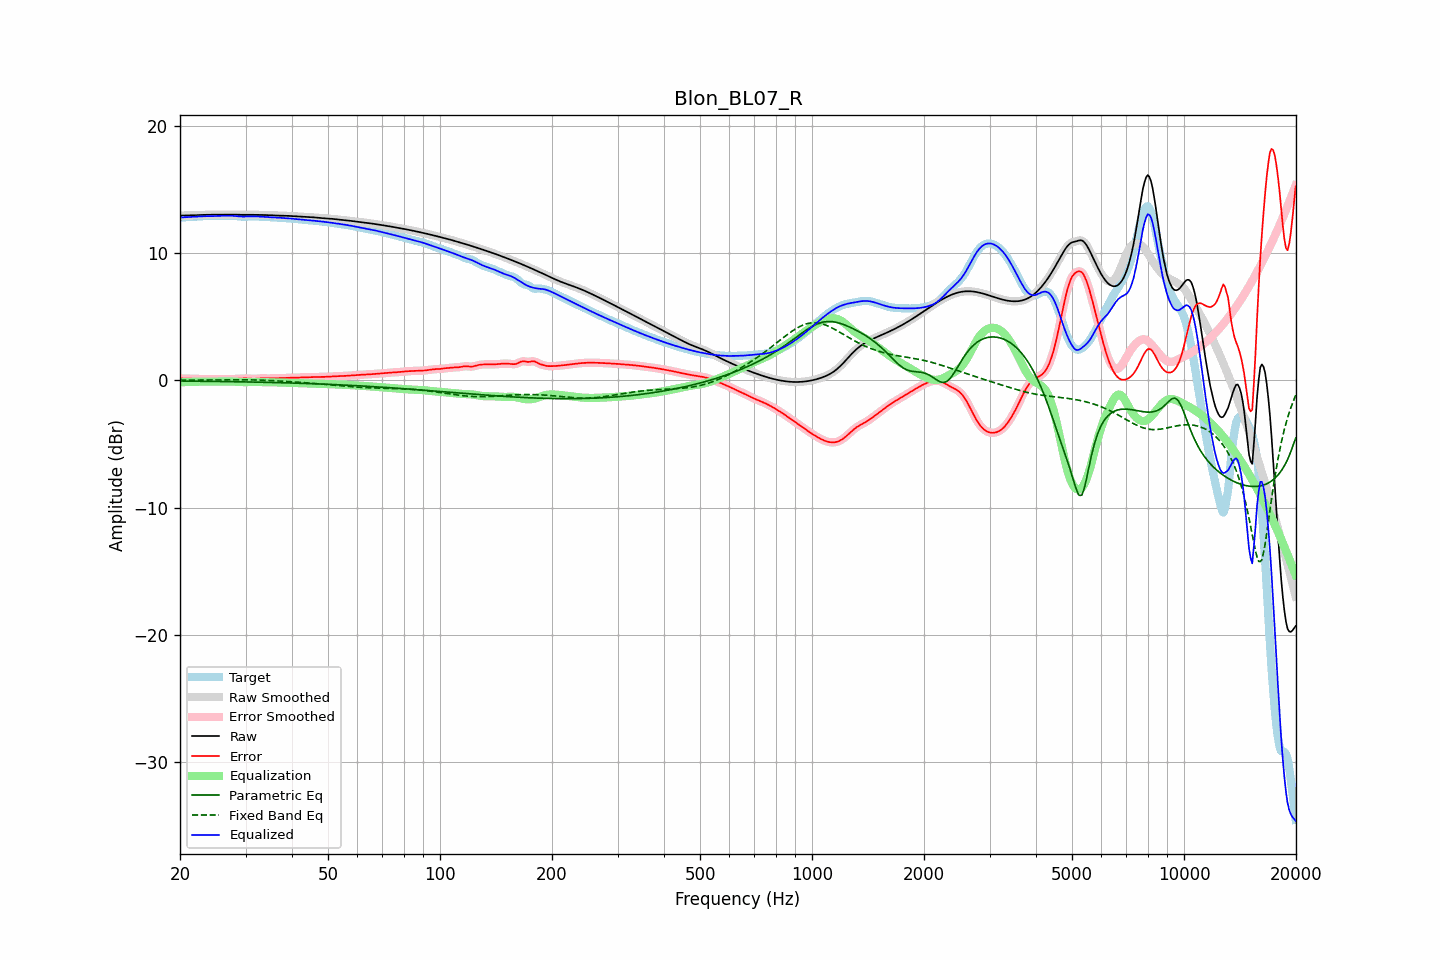 Blon_BL07_R
20
10
0
−10
−20
−30
Amplitude (dBr)
Target
Raw Smoothed
Error Smoothed
Raw
Error
Equalization
Parametric Eq
Fixed Band Eq
Equalized
20 50 100 200 500 1000 2000 5000 10000 20000
Frequency (Hz)